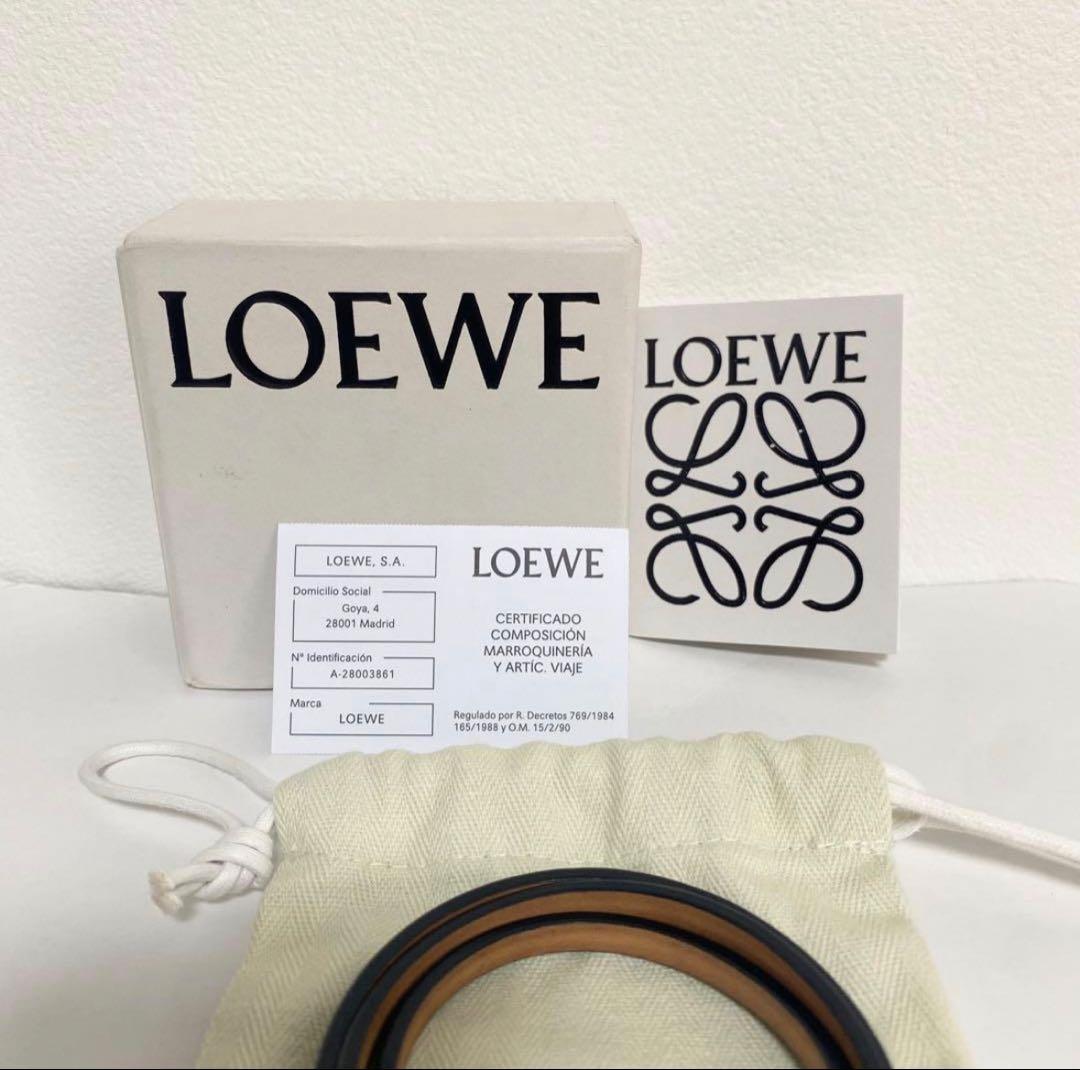 LOEWE
LOEWE
LOEWE, S.A.
Domicilio Social
Goya, 4
28001 Madrid
Nª Identificación
A-28003861
Marca
LOEWE
LOEWE
CERTIFICADO
COMPOSICIÓN
MARROQUINERÍA
Y ARTÍC. VIAJE
Regulado por R. Decretos 769/1984
165/1988 y O.M. 15/2/90